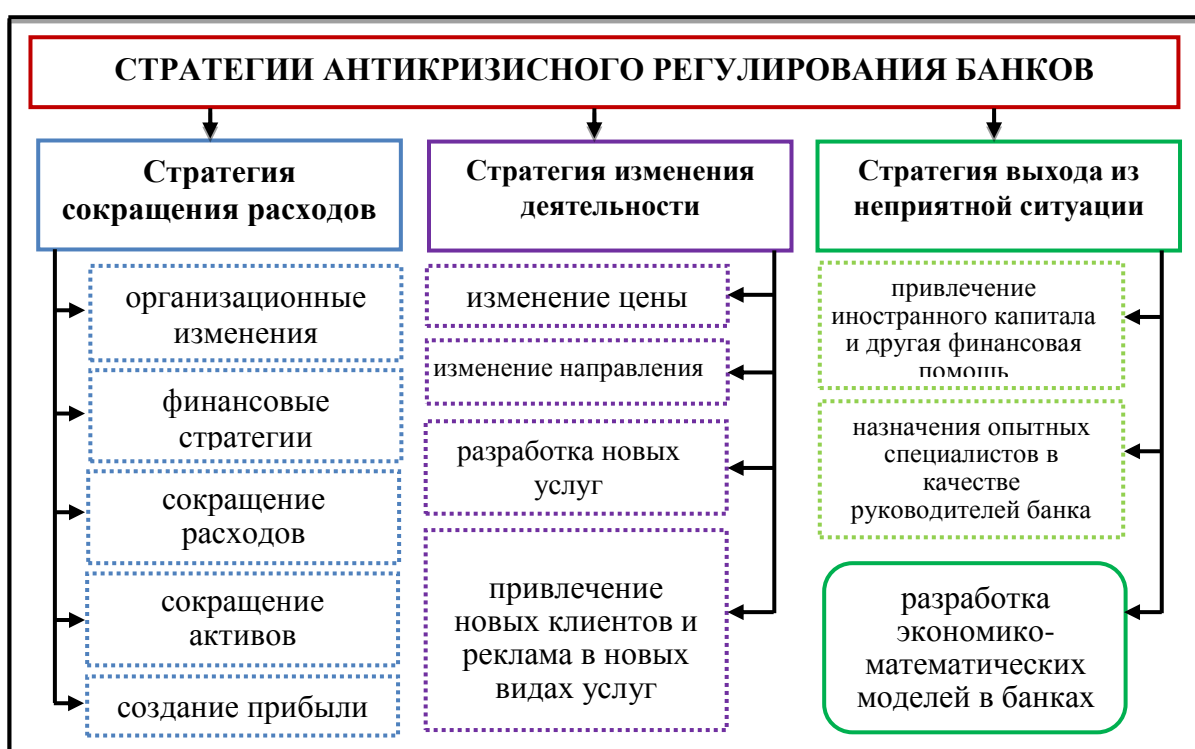 СТРАТЕГИИ АНТИКРИЗИСНОГО РЕГУЛИРОВАНИЯ БАНКОВ
Стратегия
сокращения расходов
организационные
изменения
финансовые
стратегии
сокращение
расходов
сокращение
активов
создание прибыли
Стратегия изменения
деятельности
изменение цены
изменение направления
разработка новых
услуг
привлечение
новых клиентов и
реклама в новых
видах услуг
Стратегия выхода из
неприятной ситуации
привлечение
иностранного капитала
и другая финансовая
помощь
назначения опытных
специалистов в
качестве
руководителей банка
разработка
экономико-
математических
моделей в банках